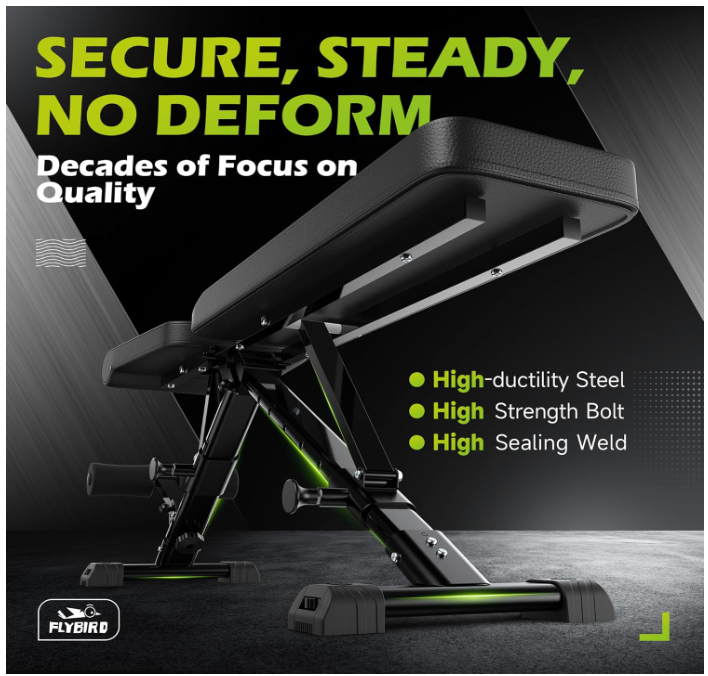 SECURE, STEADY,
NO DEFORM
Decades of Focus on
Quality
High-ductility Steel
High Strength Bolt
High Sealing Weld
FLYBIRD